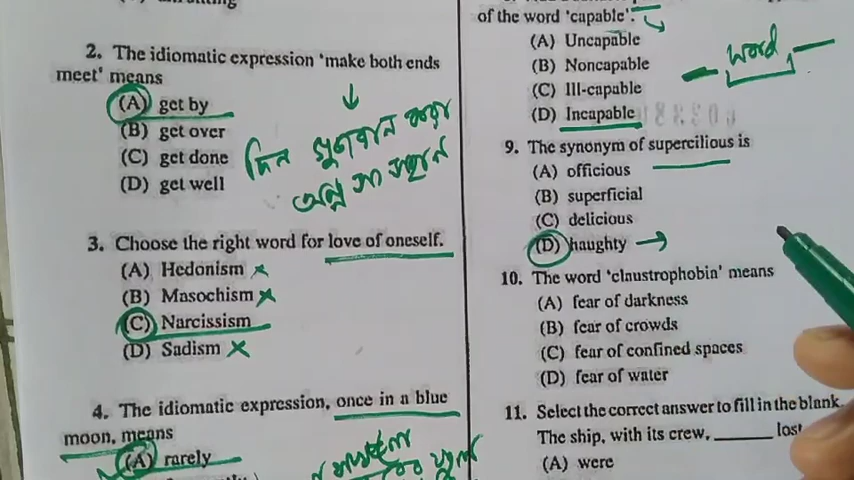 2. The idiomatic expression 'make both ends
meet' means
(A) get by
(B) get over
(C) get done
(D) get well
দিন
3. Choose the right word for love of oneself.
(A) Hedonism
(B) Masochism
(C) Narcissism
(D) Sadism
4. The idiomatic expression, once in a blue
moon, means
(A) rarely
of the word 'capable'.
(A) Uncapable
(B) Noncapable
(C) Ill-capable
(D) Incapable
word
9. The synonym of supercilious is
(A) officious
(B) superficial
(C) delicious
(D) haughty
10. The word 'claustrophobia' means
(A) fear of darkness
(B) fear of crowds
(C) fear of confined spaces
(D) fear of water
11. Select the correct answer to fill in the blank.
The ship, with its crew, ______ lost
(A) were